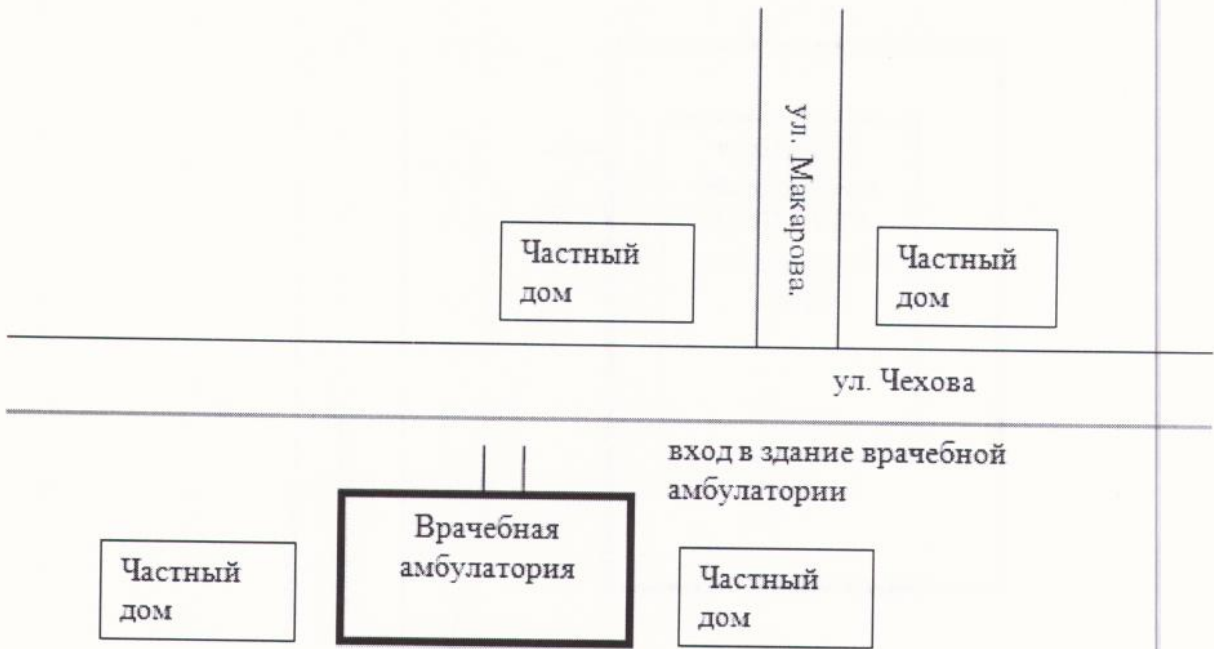 ул. Макарова.
Частный
дом
Частный
дом
ул. Чехова
вход в здание врачебной
амбулатории
Врачебная
амбулатория
Частный
дом
Частный
дом